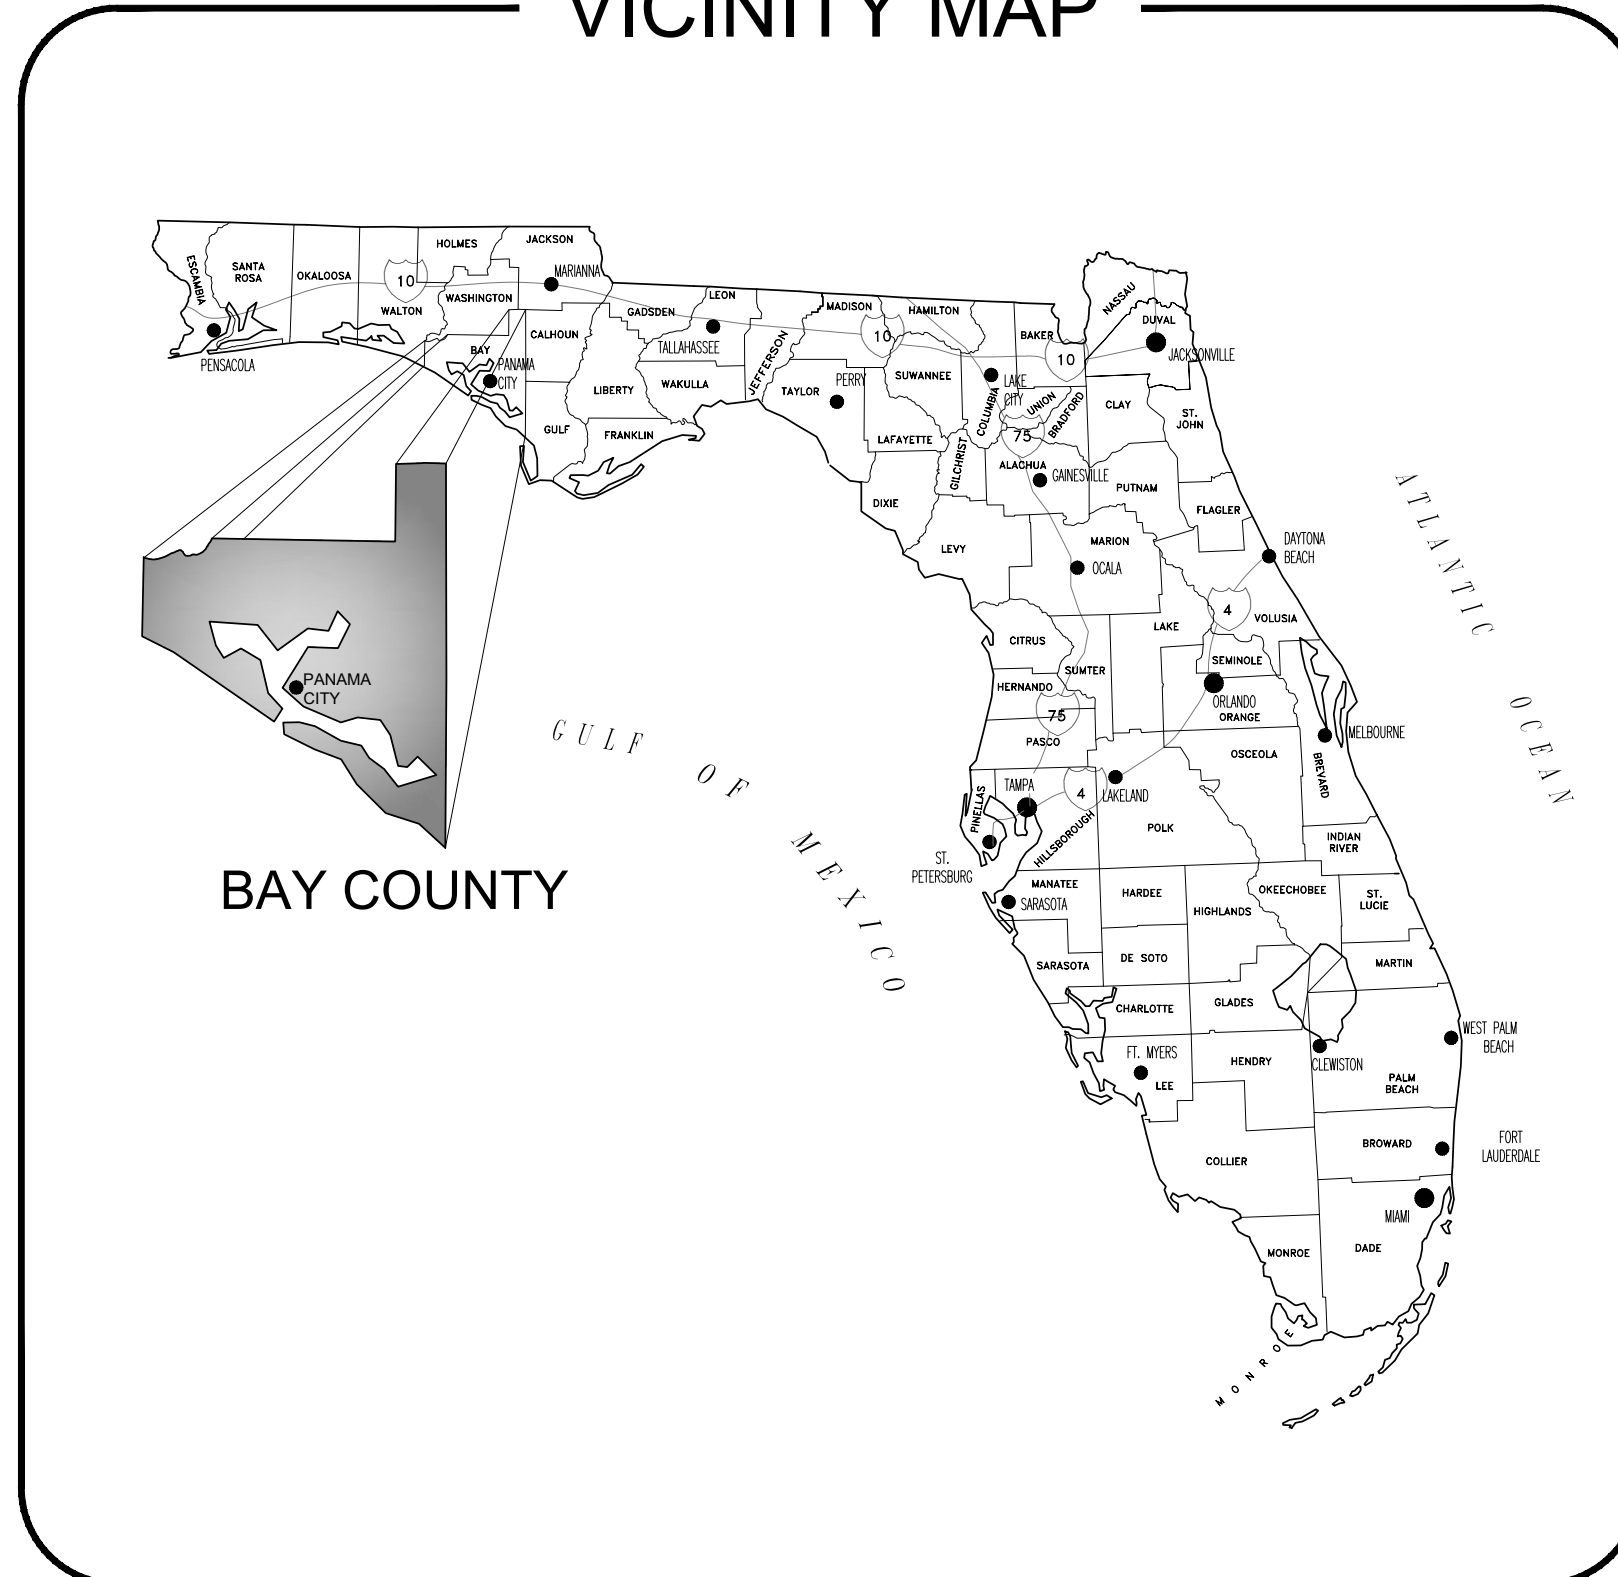 VICINITY MAP
HOLMES
JACKSON
ESCAMBIA
SANTA
ROSA
OKALOOSA
10
MARIANNA
WALTON
WASHINGTON
CALHOUN
GADSDEN
LEON
TALLAHASSEE
JEFFERSON
MADISON
HAMILTON
10
BAKER
10
NASSAU
DUVAL
JACKSONVILLE
PENSACOLA
BAY
PANAMA
CITY
LIBERTY
WAKULLA
TAYLOR
PERRY
SUWANNEE
LAKE
CITY
COLUMBIA
UNION
BRADFORD
CLAY
ST.
JOHN
GULF
FRANKLIN
LAFAYETTE
GILCHRIST
75
ALACHUA
GAINESVILLE
PUTNAM
FLAGLER
DIXIE
LEVY
MARION
OCALA
DAYTONA
BEACH
ATLANTIC OCEAN
4
VOLUSIA
CITRUS
LAKE
SUMTER
SEMINOLE
HERNANDO
ORLANDO
ORANGE
75
PASCO
MELBOURNE
OSCEOLA
BREVARD
PANAMA
CITY
GULF OF MEXICO
TAMPA
4
LAKELAND
PINELLAS
HILLSBOROUGH
POLK
INDIAN
RIVER
ST.
PETERSBURG
BAY COUNTY
MANATEE
SARASOTA
HARDEE
HIGHLANDS
OKEECHOBEE
ST.
LUCIE
SARASOTA
DE SOTO
MARTIN
CHARLOTTE
GLADES
WEST PALM
BEACH
FT. MYERS
LEE
HENDRY
CLEWISTON
PALM
BEACH
COLLIER
BROWARD
FORT
LAUDERDALE
MIAMI
MONROE
DADE
MONROE